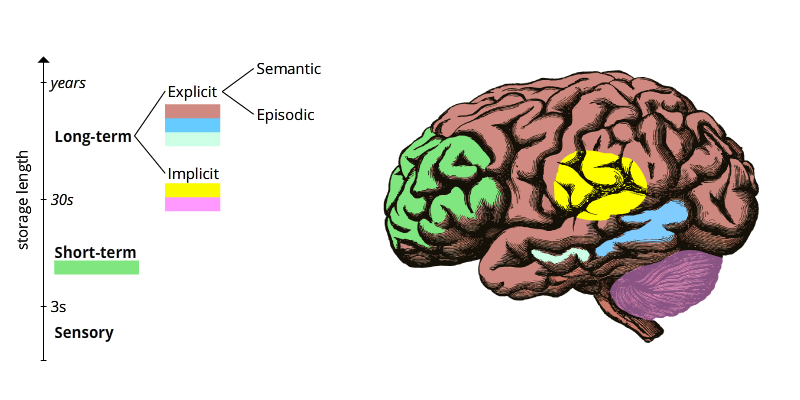 storage length
years
30s
3s
Long-term
Short-term
Sensory
Explicit
Implicit
Semantic
Episodic